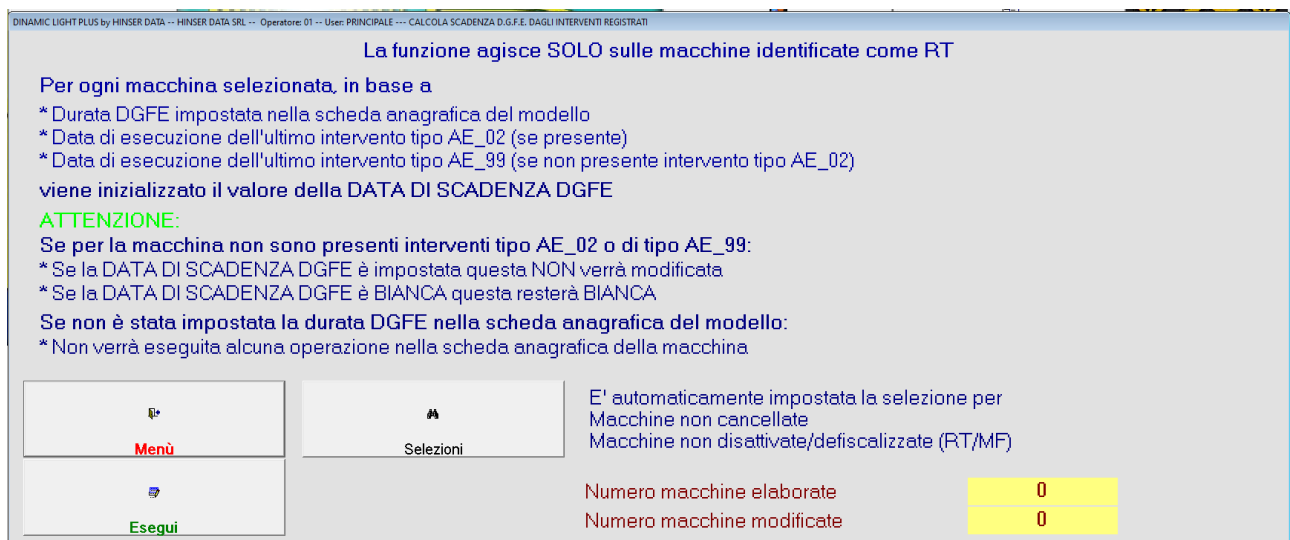 DINAMIC LIGHT PLUS by HINSER DATA -- HINSER DATA SRL -- Operatore: 01 -- User: PRINCIPALE --- CALCOLA SCADENZA D.G.F.E. DAGLI INTERVENTI REGISTRATI
La funzione agisce SOLO sulle macchine identificate come RT
Per ogni macchina selezionata, in base a
* Durata DGFE impostata nella scheda anagrafica del modello
* Data di esecuzione dell'ultimo intervento tipo AE_02 (se presente)
* Data di esecuzione dell'ultimo intervento tipo AE_99 (se non presente intervento tipo AE_02)
viene inizializzato il valore della DATA DI SCADENZA DGFE
ATTENZIONE:
Se per la macchina non sono presenti interventi tipo AE_02 o di tipo AE_99:
* Se la DATA DI SCADENZA DGFE è impostata questa NON verrà modificata
* Se la DATA DI SCADENZA DGFE è BIANCA questa resterà BIANCA
Se non è stata impostata la durata DGFE nella scheda anagrafica del modello:
* Non verrà eseguita alcuna operazione nella scheda anagrafica della macchina
Menù
Selezioni
E' automaticamente impostata la selezione per
Macchine non cancellate
Macchine non disattivate/defiscalizzate (RT/MF)
Esegui
Numero macchine elaborate 0
Numero macchine modificate 0